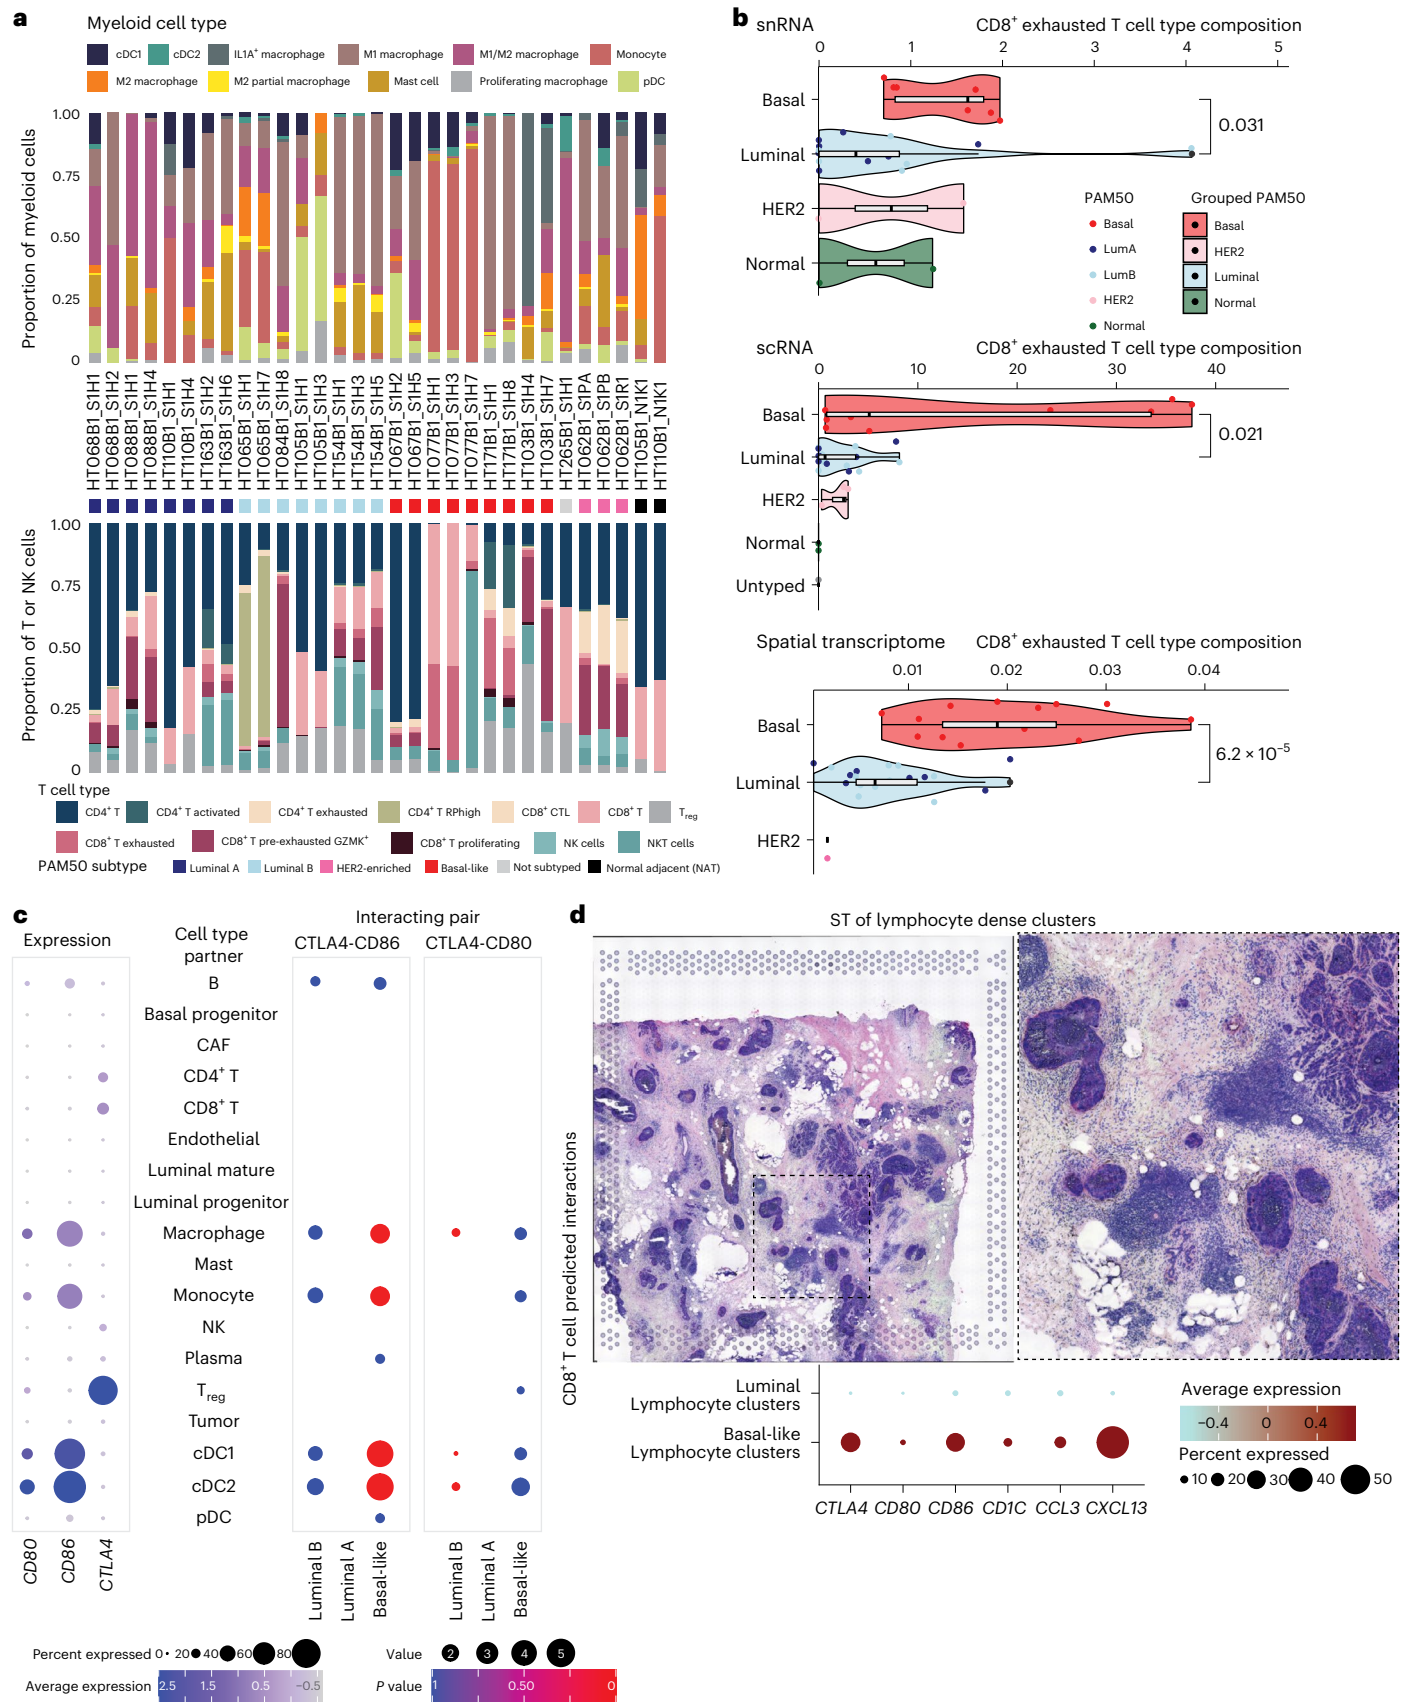 a
Myeloid cell type
cDC1 cDC2 IL1A+ macrophage M1 macrophage M1/M2 macrophage Monocyte
M2 macrophage M2 partial macrophage Mast cell Proliferating macrophage pDC
Proportion of myeloid cells
1.00
0.75
0.50
0.25
0
HT068B1_S1H1
HT068B1_S1H2
HT088B1_S1H1
HT088B1_S1H4
HT110B1_S1H1
HT110B1_S1H4
HT163B1_S1H2
HT163B1_S1H6
HT065B1_S1H1
HT065B1_S1H7
HT084B1_S1H8
HT105B1_S1H1
HT105B1_S1H3
HT154B1_S1H1
HT154B1_S1H3
HT154B1_S1H5
HT067B1_S1H2
HT067B1_S1H5
HT077B1_S1H1
HT077B1_S1H3
HT077B1_S1H7
HT171B1_S1H1
HT171B1_S1H8
HT103B1_S1H4
HT103B1_S1H7
HT265B1_S1H1
HT062B1_S1PA
HT062B1_S1PB
HT062B1_S1R1
HT105B1_N1K1
HT110B1_N1K1
Proportion of T or NK cells
1.00
0.75
0.50
0.25
0
T cell type
CD4+ T CD4+ T activated CD4+ T exhausted CD4+ T RPhigh CD8+ CTL CD8+ T Treg
CD8+ T exhausted CD8+ T pre-exhausted GZMK+ CD8+ T proliferating NK cells NKT cells
PAM50 subtype Luminal A Luminal B HER2-enriched Basal-like Not subtyped Normal adjacent (NAT)
b
snRNA CD8+ exhausted T cell type composition
0 1 2 3 4 5
Basal
Luminal
HER2
Normal
0.031
PAM50
Basal
LumA
LumB
HER2
Normal
Grouped PAM50
Basal
HER2
Luminal
Normal
scRNA CD8+ exhausted T cell type composition
0 10 20 30 40
Basal
Luminal
HER2
Normal
Untyped
0.021
Spatial transcriptome CD8+ exhausted T cell type composition
0.01 0.02 0.03 0.04
Basal
Luminal
HER2
6.2 × 10−5
c
Expression
Cell type
partner
Interacting pair
CTLA4-CD86 CTLA4-CD80
B
Basal progenitor
CAF
CD4+ T
CD8+ T
Endothelial
Luminal mature
Luminal progenitor
Macrophage
Mast
Monocyte
NK
Plasma
Treg
Tumor
cDC1
cDC2
pDC
CD80
CD86
CTLA4
Luminal B
Luminal A
Basal-like
Luminal B
Luminal A
Basal-like
Percent expressed 0 20 40 60 80
Average expression 2.5 1.5 0.5 −0.5
Value 2 3 4 5
P value 1 0.50 0
d
ST of lymphocyte dense clusters
CD8+ T cell predicted interactions
Luminal
Lymphocyte clusters
Basal-like
Lymphocyte clusters
CTLA4 CD80 CD86 CD1C CCL3 CXCL13
Average expression
−0.4 0 0.4
Percent expressed
10 20 30 40 50